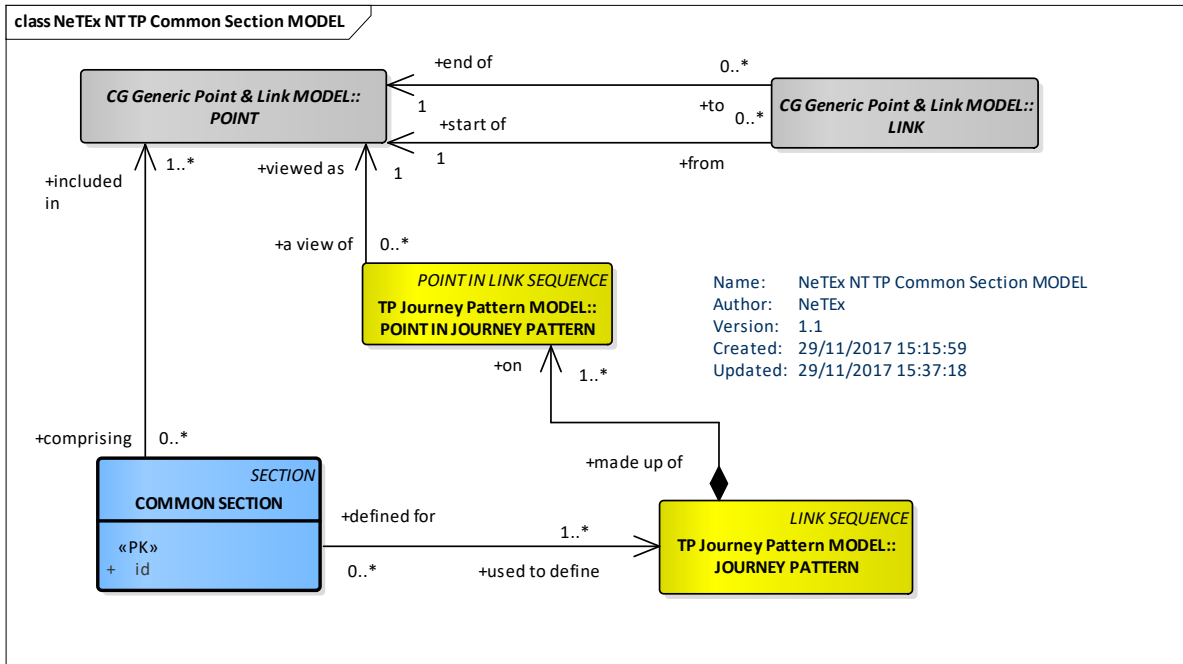 class NeTEx NT TP Common Section MODEL
+end of
0..*
CG Generic Point & Link MODEL::
POINT
1
+to
CG Generic Point & Link MODEL::
LINK
+start of
0..*
1
+from
+included
in
1..*
+viewed as
1
+a view of
0..*
POINT IN LINK SEQUENCE
TP Journey Pattern MODEL::
POINT IN JOURNEY PATTERN
Name: NeTEx NT TP Common Section MODEL
Author: NeTEx
Version: 1.1
Created: 29/11/2017 15:15:59
Updated: 29/11/2017 15:37:18
+on
1..*
+comprising
0..*
+made up of
SECTION
COMMON SECTION
«PK»
+ id
+defined for
1..*
0..*
+used to define
LINK SEQUENCE
TP Journey Pattern MODEL::
JOURNEY PATTERN